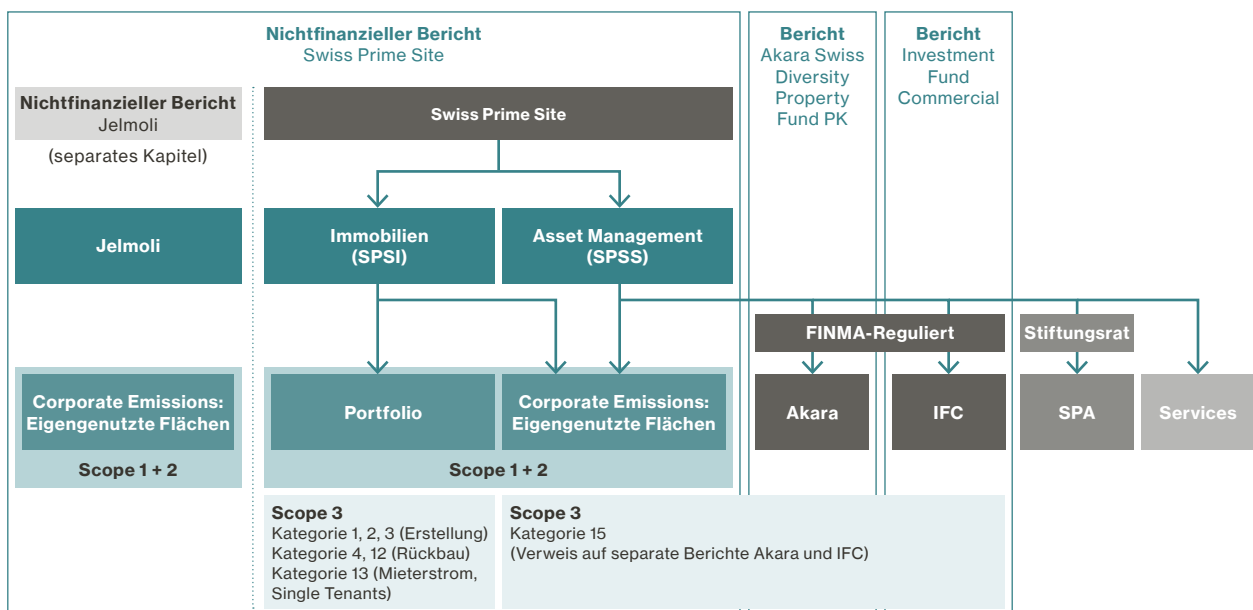 Nichtfinanzieller Bericht
Swiss Prime Site
Bericht
Akara Swiss
Diversity
Property
Fund PK
Bericht
Investment
Fund
Commercial
Nichtfinanzieller Bericht
Jelmoli
(separates Kapitel)
Swiss Prime Site
Jelmoli
Immobilien
(SPSI)
Asset Management
(SPSS)
FINMA-Reguliert
Stiftungsrat
Corporate Emissions:
Eigengenutzte Flächen
Portfolio
Corporate Emissions:
Eigengenutzte Flächen
Akara
IFC
SPA
Services
Scope 1 + 2
Scope 1 + 2
Scope 3
Kategorie 1, 2, 3 (Erstellung)
Kategorie 4, 12 (Rückbau)
Kategorie 13 (Mieterstrom,
Single Tenants)
Scope 3
Kategorie 15
(Verweis auf separate Berichte Akara und IFC)